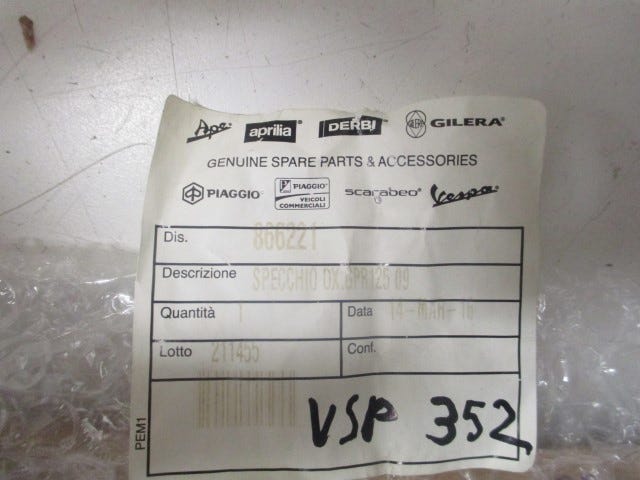 Ape aprilia DERBI GILERA GILERA
GENUINE SPARE PARTS & ACCESSORIES
PIAGGIO PIAGGIO VEICOLI COMMERCIALI scarabeo Vespa
Dis. 866221
Descrizione SPECCHIO DX.GPR125 09
Quantità 1 Data 14-MAR-16
Lotto 211455 Conf.
PEM1
VSP 352